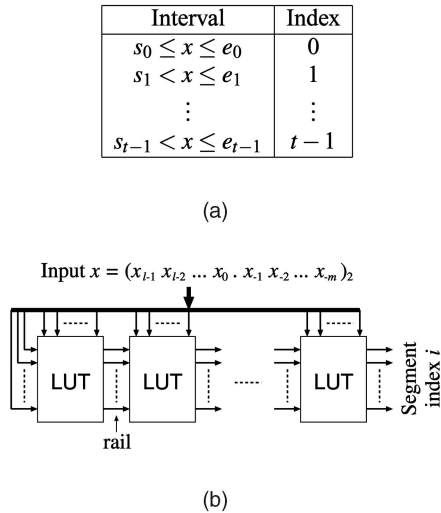 Interval Index
s₀ ≤ x ≤ e₀ 0
s₁ < x ≤ e₁ 1
⋮ ⋮
sₜ₋₁ < x ≤ eₜ₋₁ t − 1
(a)
Input x = (xₗ₋₁ xₗ₋₂ ... x₀ . x₋₁ x₋₂ ... x₋ₘ)₂
LUT LUT LUT
Segment
index i
rail
(b)